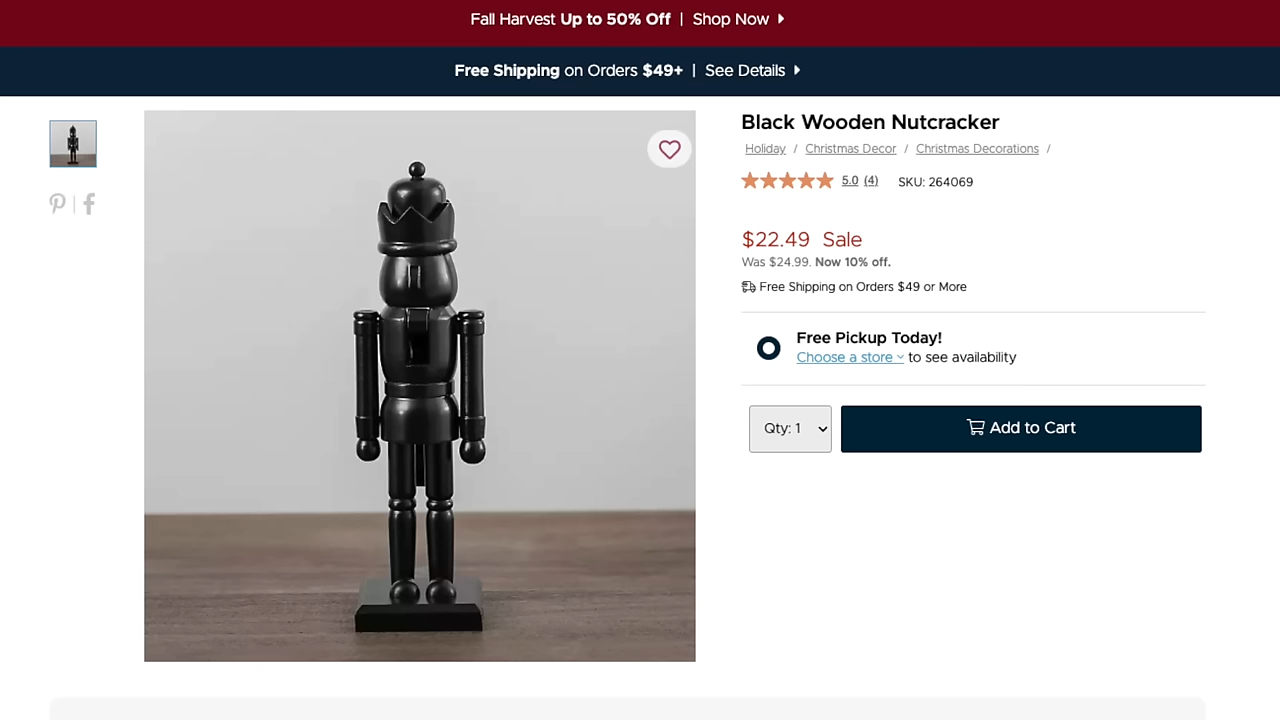 Fall Harvest Up to 50% Off | Shop Now
Free Shipping on Orders $49+ | See Details
Black Wooden Nutcracker
Holiday / Christmas Decor / Christmas Decorations /
5.0 (4) SKU: 264069
$22.49 Sale
Was $24.99. Now 10% off.
Free Shipping on Orders $49 or More
Free Pickup Today!
Choose a store to see availability
Qty: 1 Add to Cart